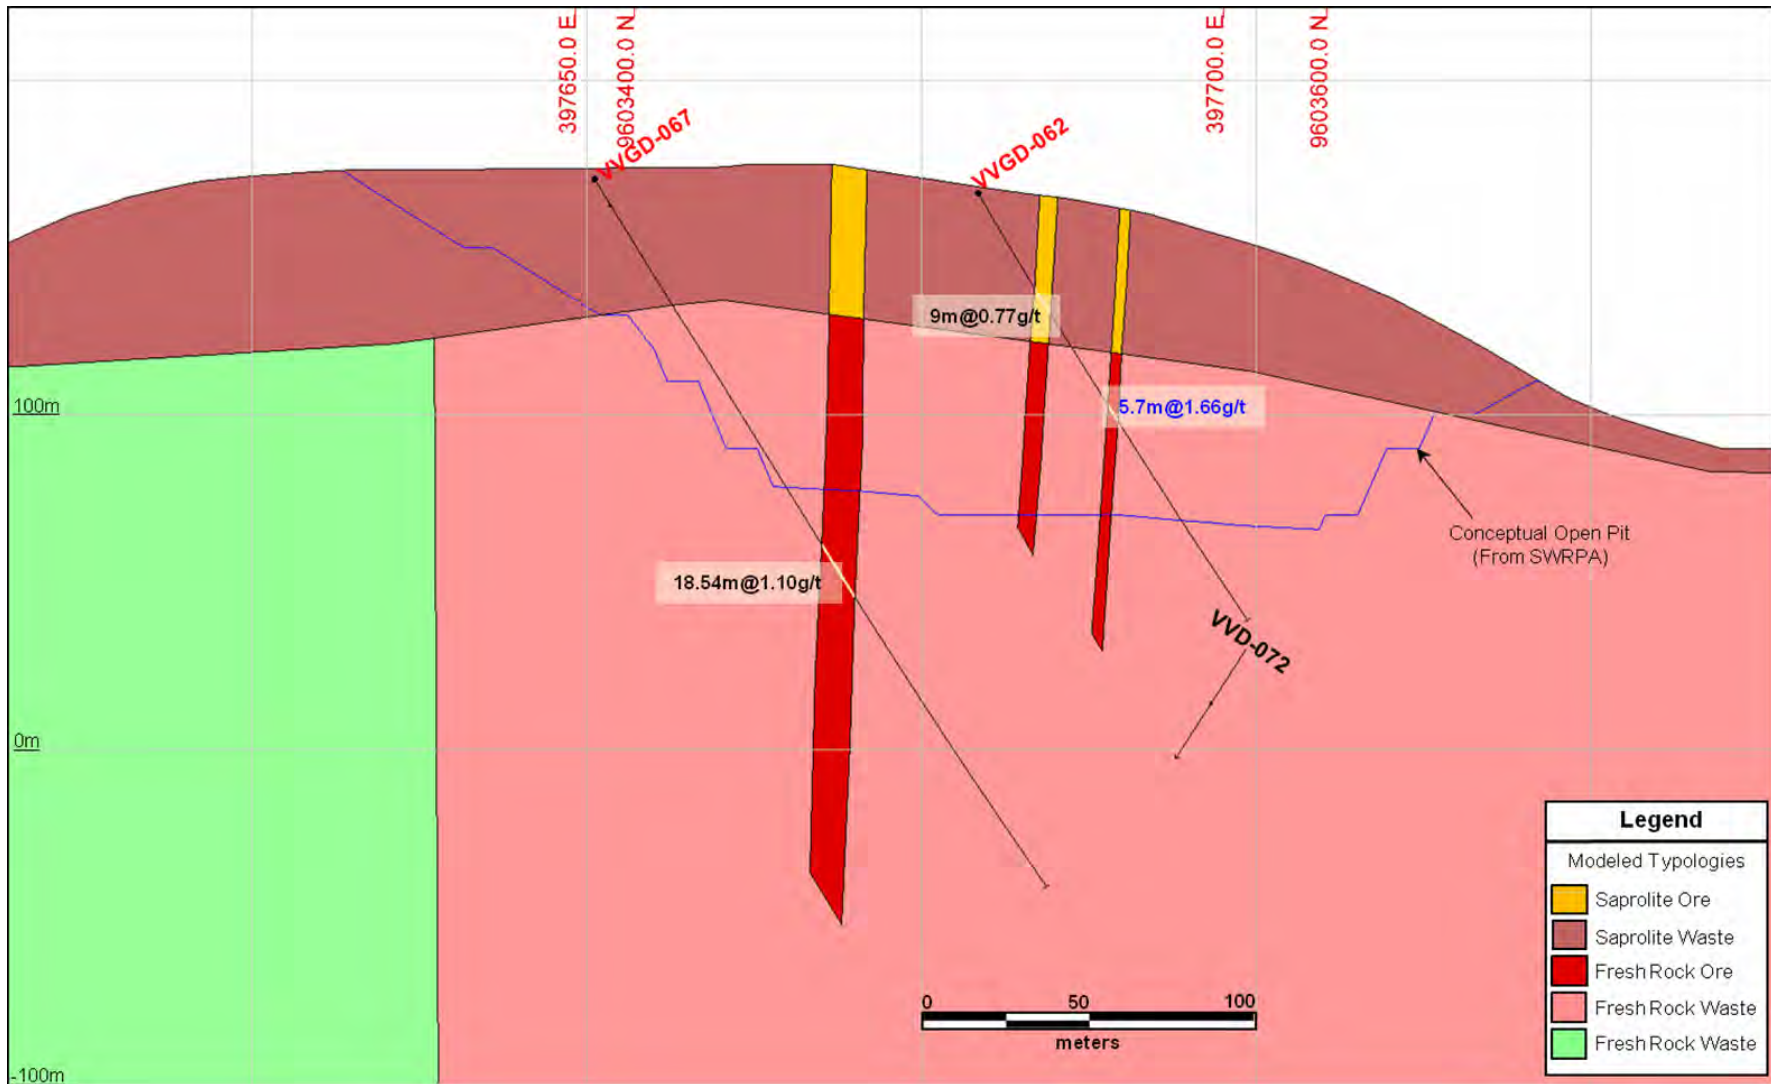 397650.0 E
9603400.0 N
397700.0 E
9603600.0 N
VVGD-067
VVGD-062
9m@0.77g/t
100m
5.7m@1.66g/t
Conceptual Open Pit
(From SWRPA)
18.54m@1.10g/t
VVD-072
0m
0 50 100
meters
-100m
Legend
Modeled Typologies
Saprolite Ore
Saprolite Waste
Fresh Rock Ore
Fresh Rock Waste
Fresh Rock Waste